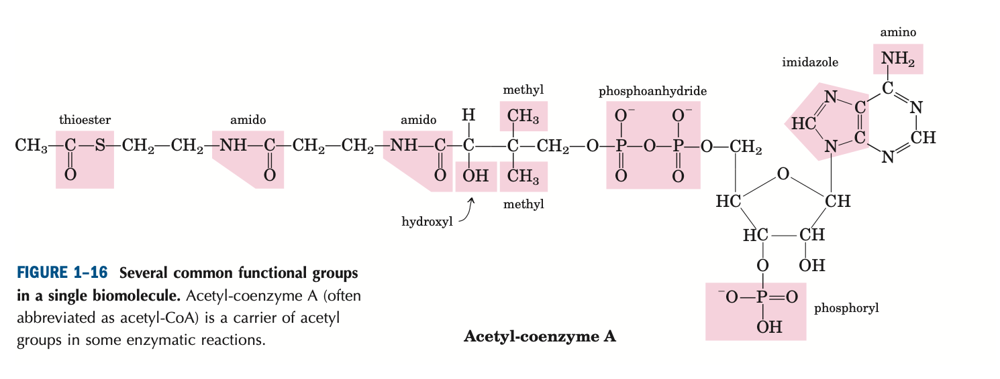 amino
NH₂
imidazole
methyl
phosphoanhydride
N
C
C
N
H
CH₃
O⁻
O⁻
HC
thioester
amido
amido
CH₃—C—S—CH₂—CH₂—NH—C—CH₂—CH₂—NH—C—C—C—CH₂—O—P—O—P—O—CH₂
N
C
N
CH
O
O
O
OH
CH₃
O
O
O
hydroxyl
methyl
HC
CH
HC
CH
O
OH
⁻O—P=O
OH
phosphoryl
FIGURE 1–16 Several common functional groups
in a single biomolecule. Acetyl-coenzyme A (often
abbreviated as acetyl-CoA) is a carrier of acetyl
groups in some enzymatic reactions.
Acetyl-coenzyme A